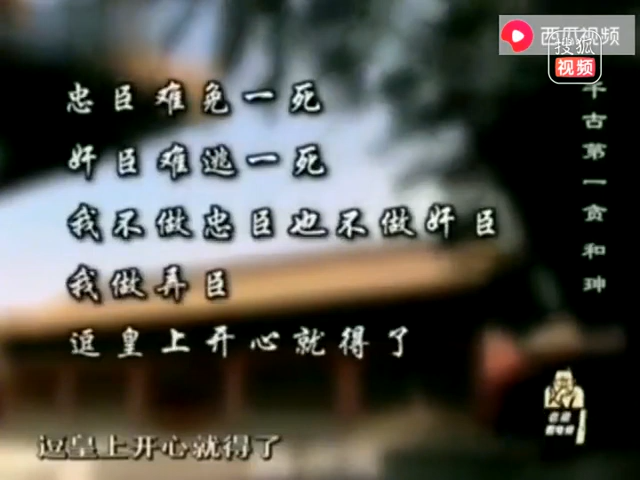 西瓜视频
搜狐
视频
千古第一贪和珅
忠臣难免一死
奸臣难逃一死
我不做忠臣也不做奸臣
我做弄臣
逗皇上开心就得了
逗皇上开心就得了